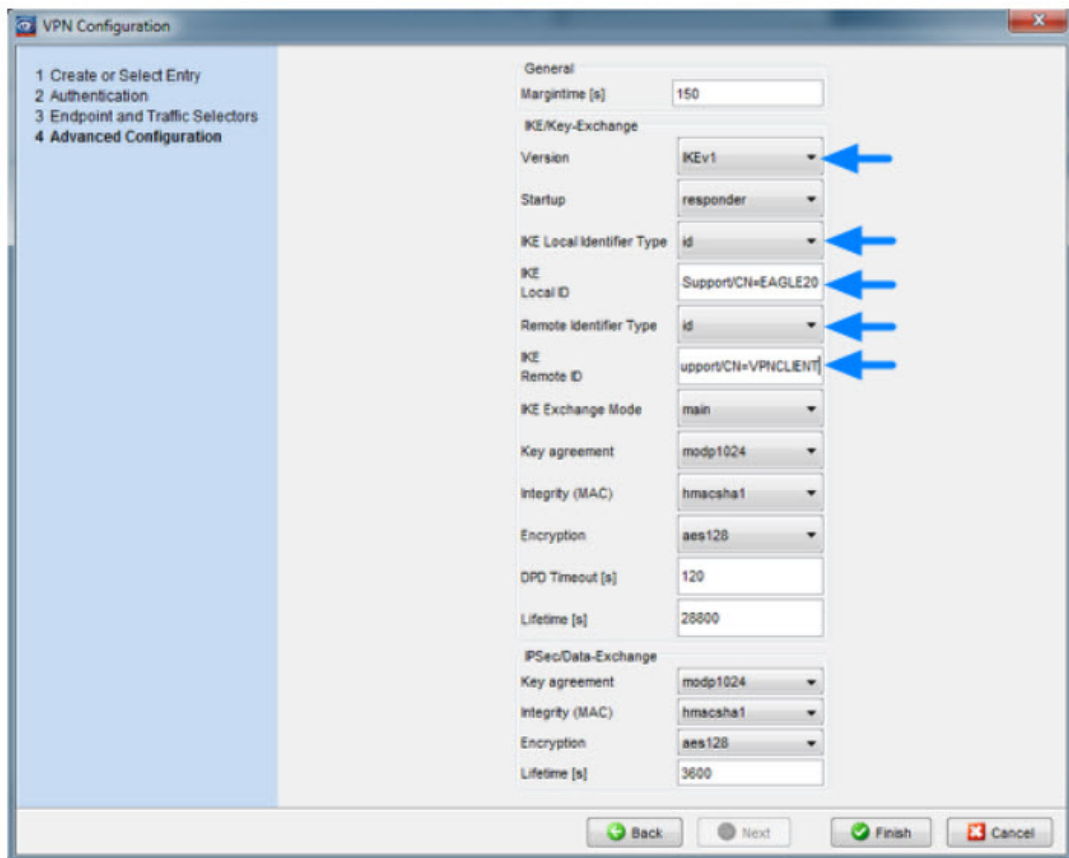 VPN Configuration
1 Create or Select Entry
2 Authentication
3 Endpoint and Traffic Selectors
4 Advanced Configuration
General
Margintime [s] 150
IKE/Key-Exchange
Version IKEv1
Startup responder
IKE Local Identifier Type id
IKE
Local ID Support/CN=EAGLE20
Remote Identifier Type id
IKE
Remote ID upport/CN=VPNCLIENT
IKE Exchange Mode main
Key agreement modp1024
Integrity (MAC) hmacsha1
Encryption aes128
DPD Timeout [s] 120
Lifetime [s] 28800
IPSec/Data-Exchange
Key agreement modp1024
Integrity (MAC) hmacsha1
Encryption aes128
Lifetime [s] 3600
Back Next Finish Cancel